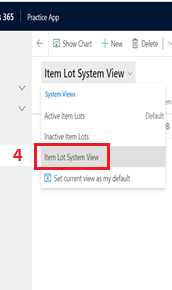 365 Practice App
Show Chart + New Delete
Item Lot System View
System Views
Active Item Lots Default
Inactive Item Lots
4 Item Lot System View
Set current view as my default